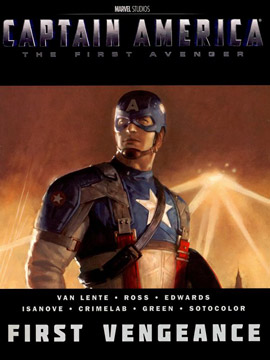 MARVEL STUDIOS
CAPTAIN AMERICA
THE FIRST AVENGER
A
VAN LENTE • ROSS • EDWARDS
ISANOVE • CRIMELAB • GREEN • SOTOCOLOR
FIRST VENGEANCE